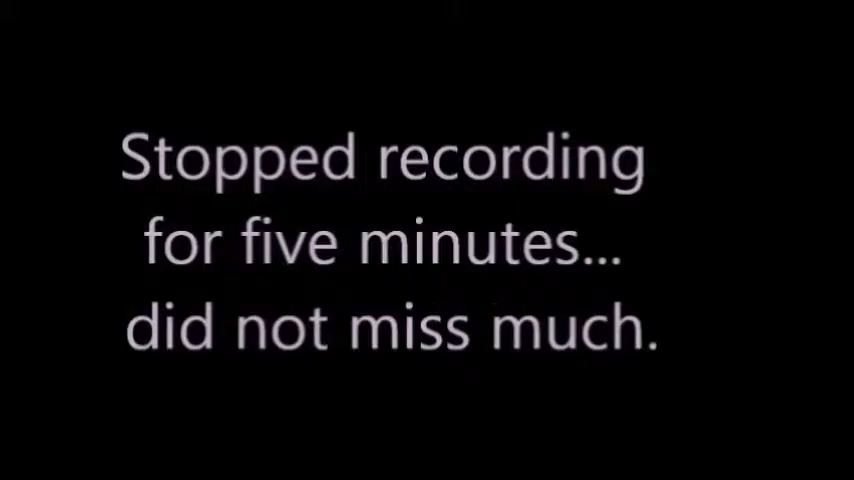 Stopped recording
for five minutes...
did not miss much.